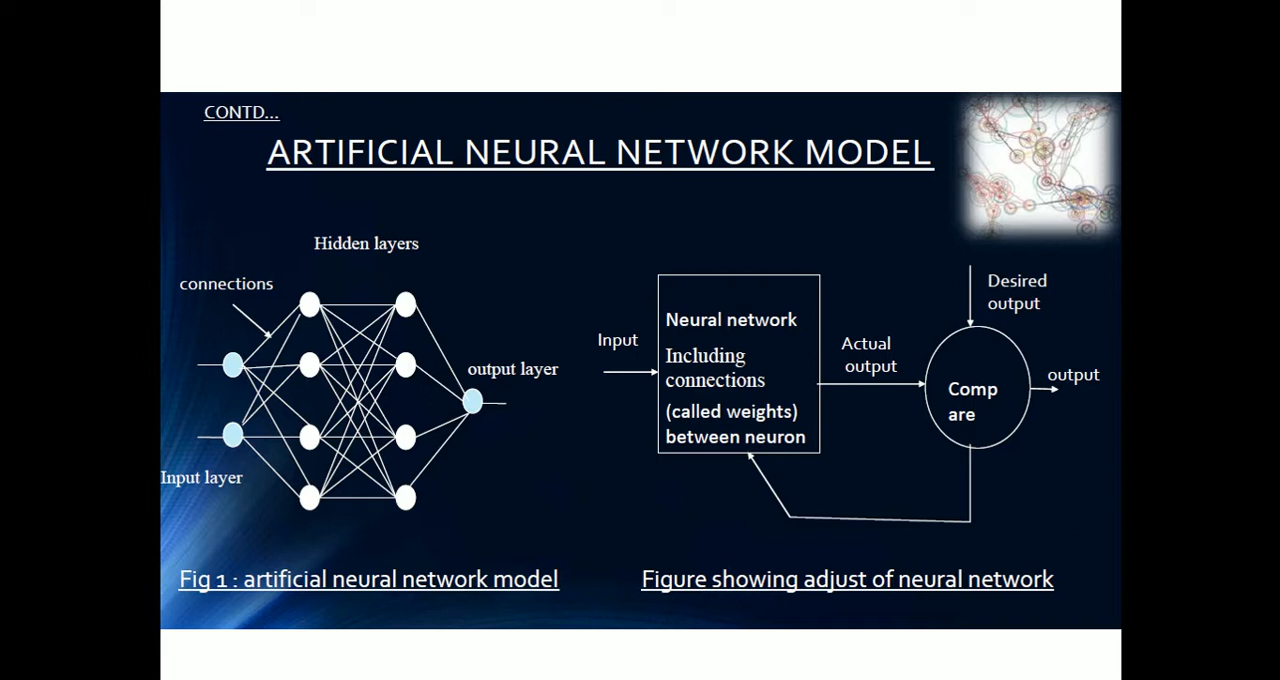 CONTD...
ARTIFICIAL NEURAL NETWORK MODEL
Hidden layers
connections
output layer
Input layer
Fig 1 : artificial neural network model
Input
Neural network
Including
connections
(called weights)
between neuron
Actual
output
Desired
output
Comp
are
output
Figure showing adjust of neural network